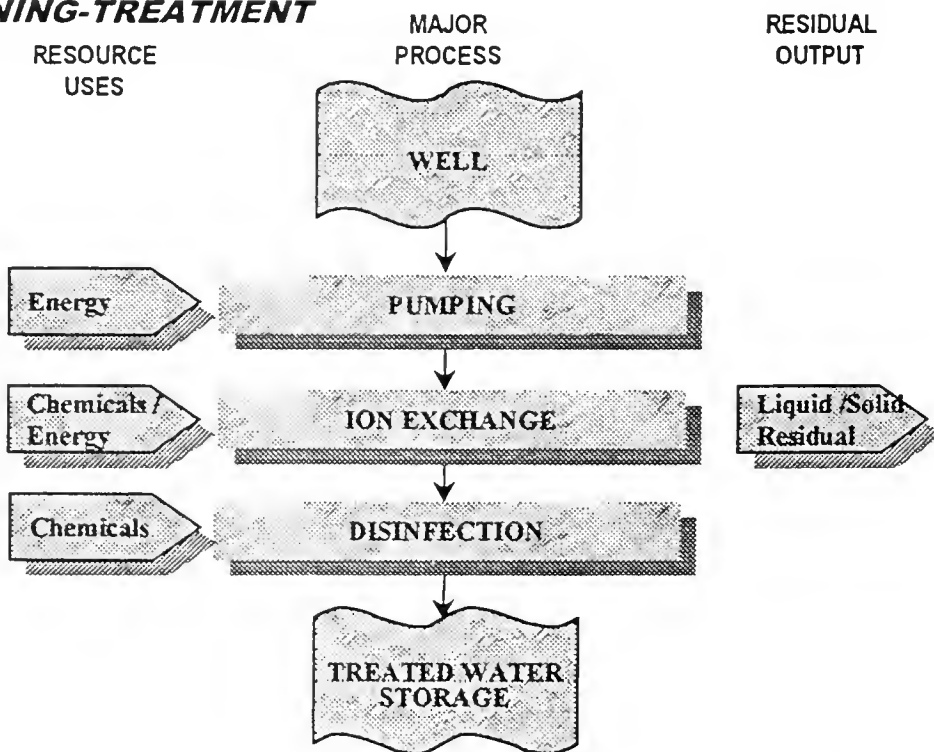 NING-TREATMENT
RESOURCE
USES
MAJOR
PROCESS
RESIDUAL
OUTPUT
WELL
Energy
PUMPING
Chemicals /
Energy
ION EXCHANGE
Liquid /Solid
Residual
Chemicals
DISINFECTION
TREATED WATER
STORAGE